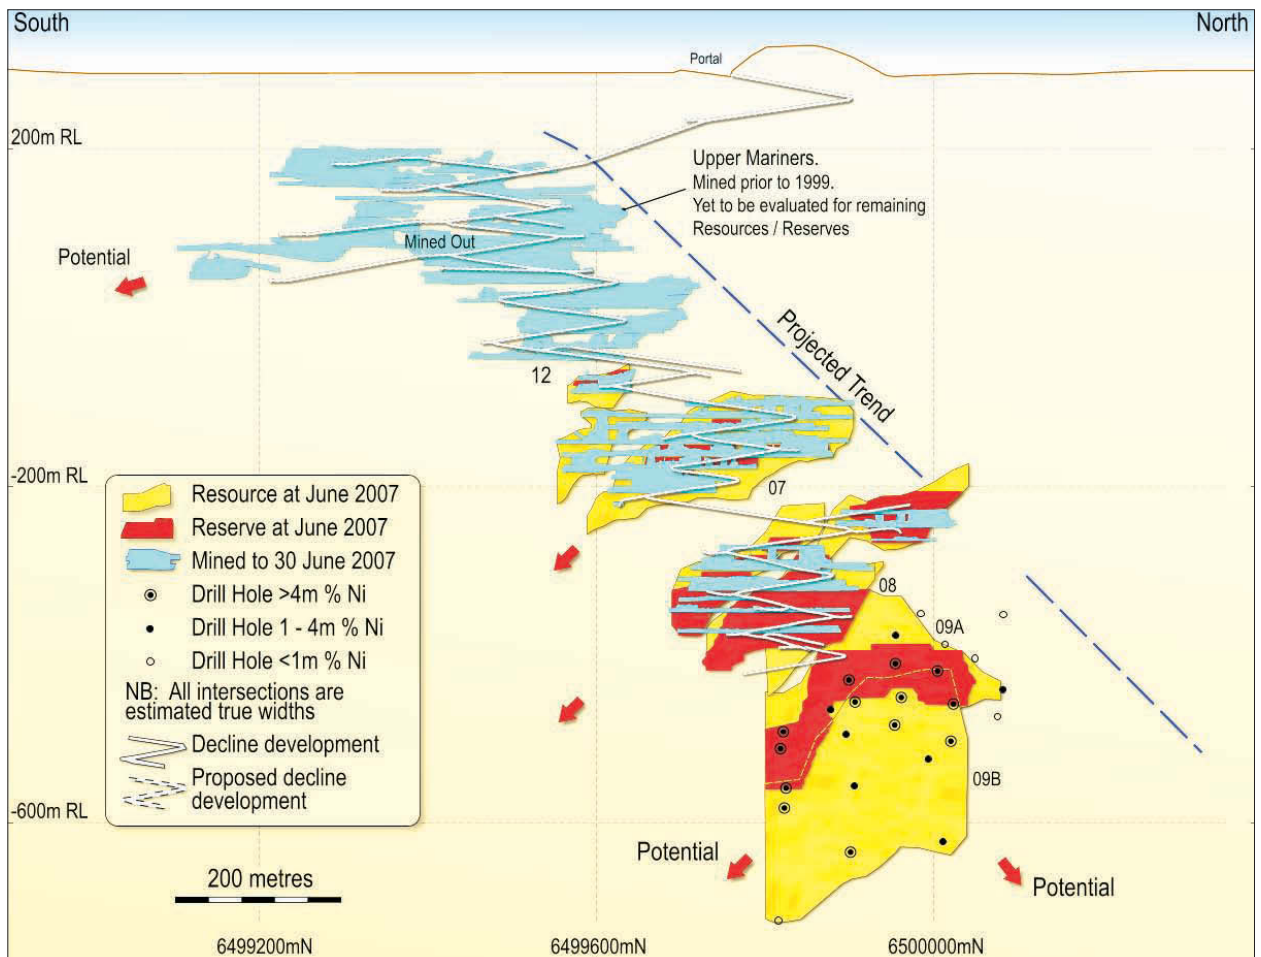 South
North
Portal
200m RL
Upper Mariners.
Mined prior to 1999.
Yet to be evaluated for remaining
Resources / Reserves
Mined Out
Potential
Projected Trend
12
-200m RL
07
Resource at June 2007
Reserve at June 2007
Mined to 30 June 2007
Drill Hole >4m % Ni
Drill Hole 1 - 4m % Ni
Drill Hole <1m % Ni
NB: All intersections are
estimated true widths
Decline development
Proposed decline
development
08
09A
09B
-600m RL
Potential
Potential
200 metres
6499200mN
6499600mN
6500000mN